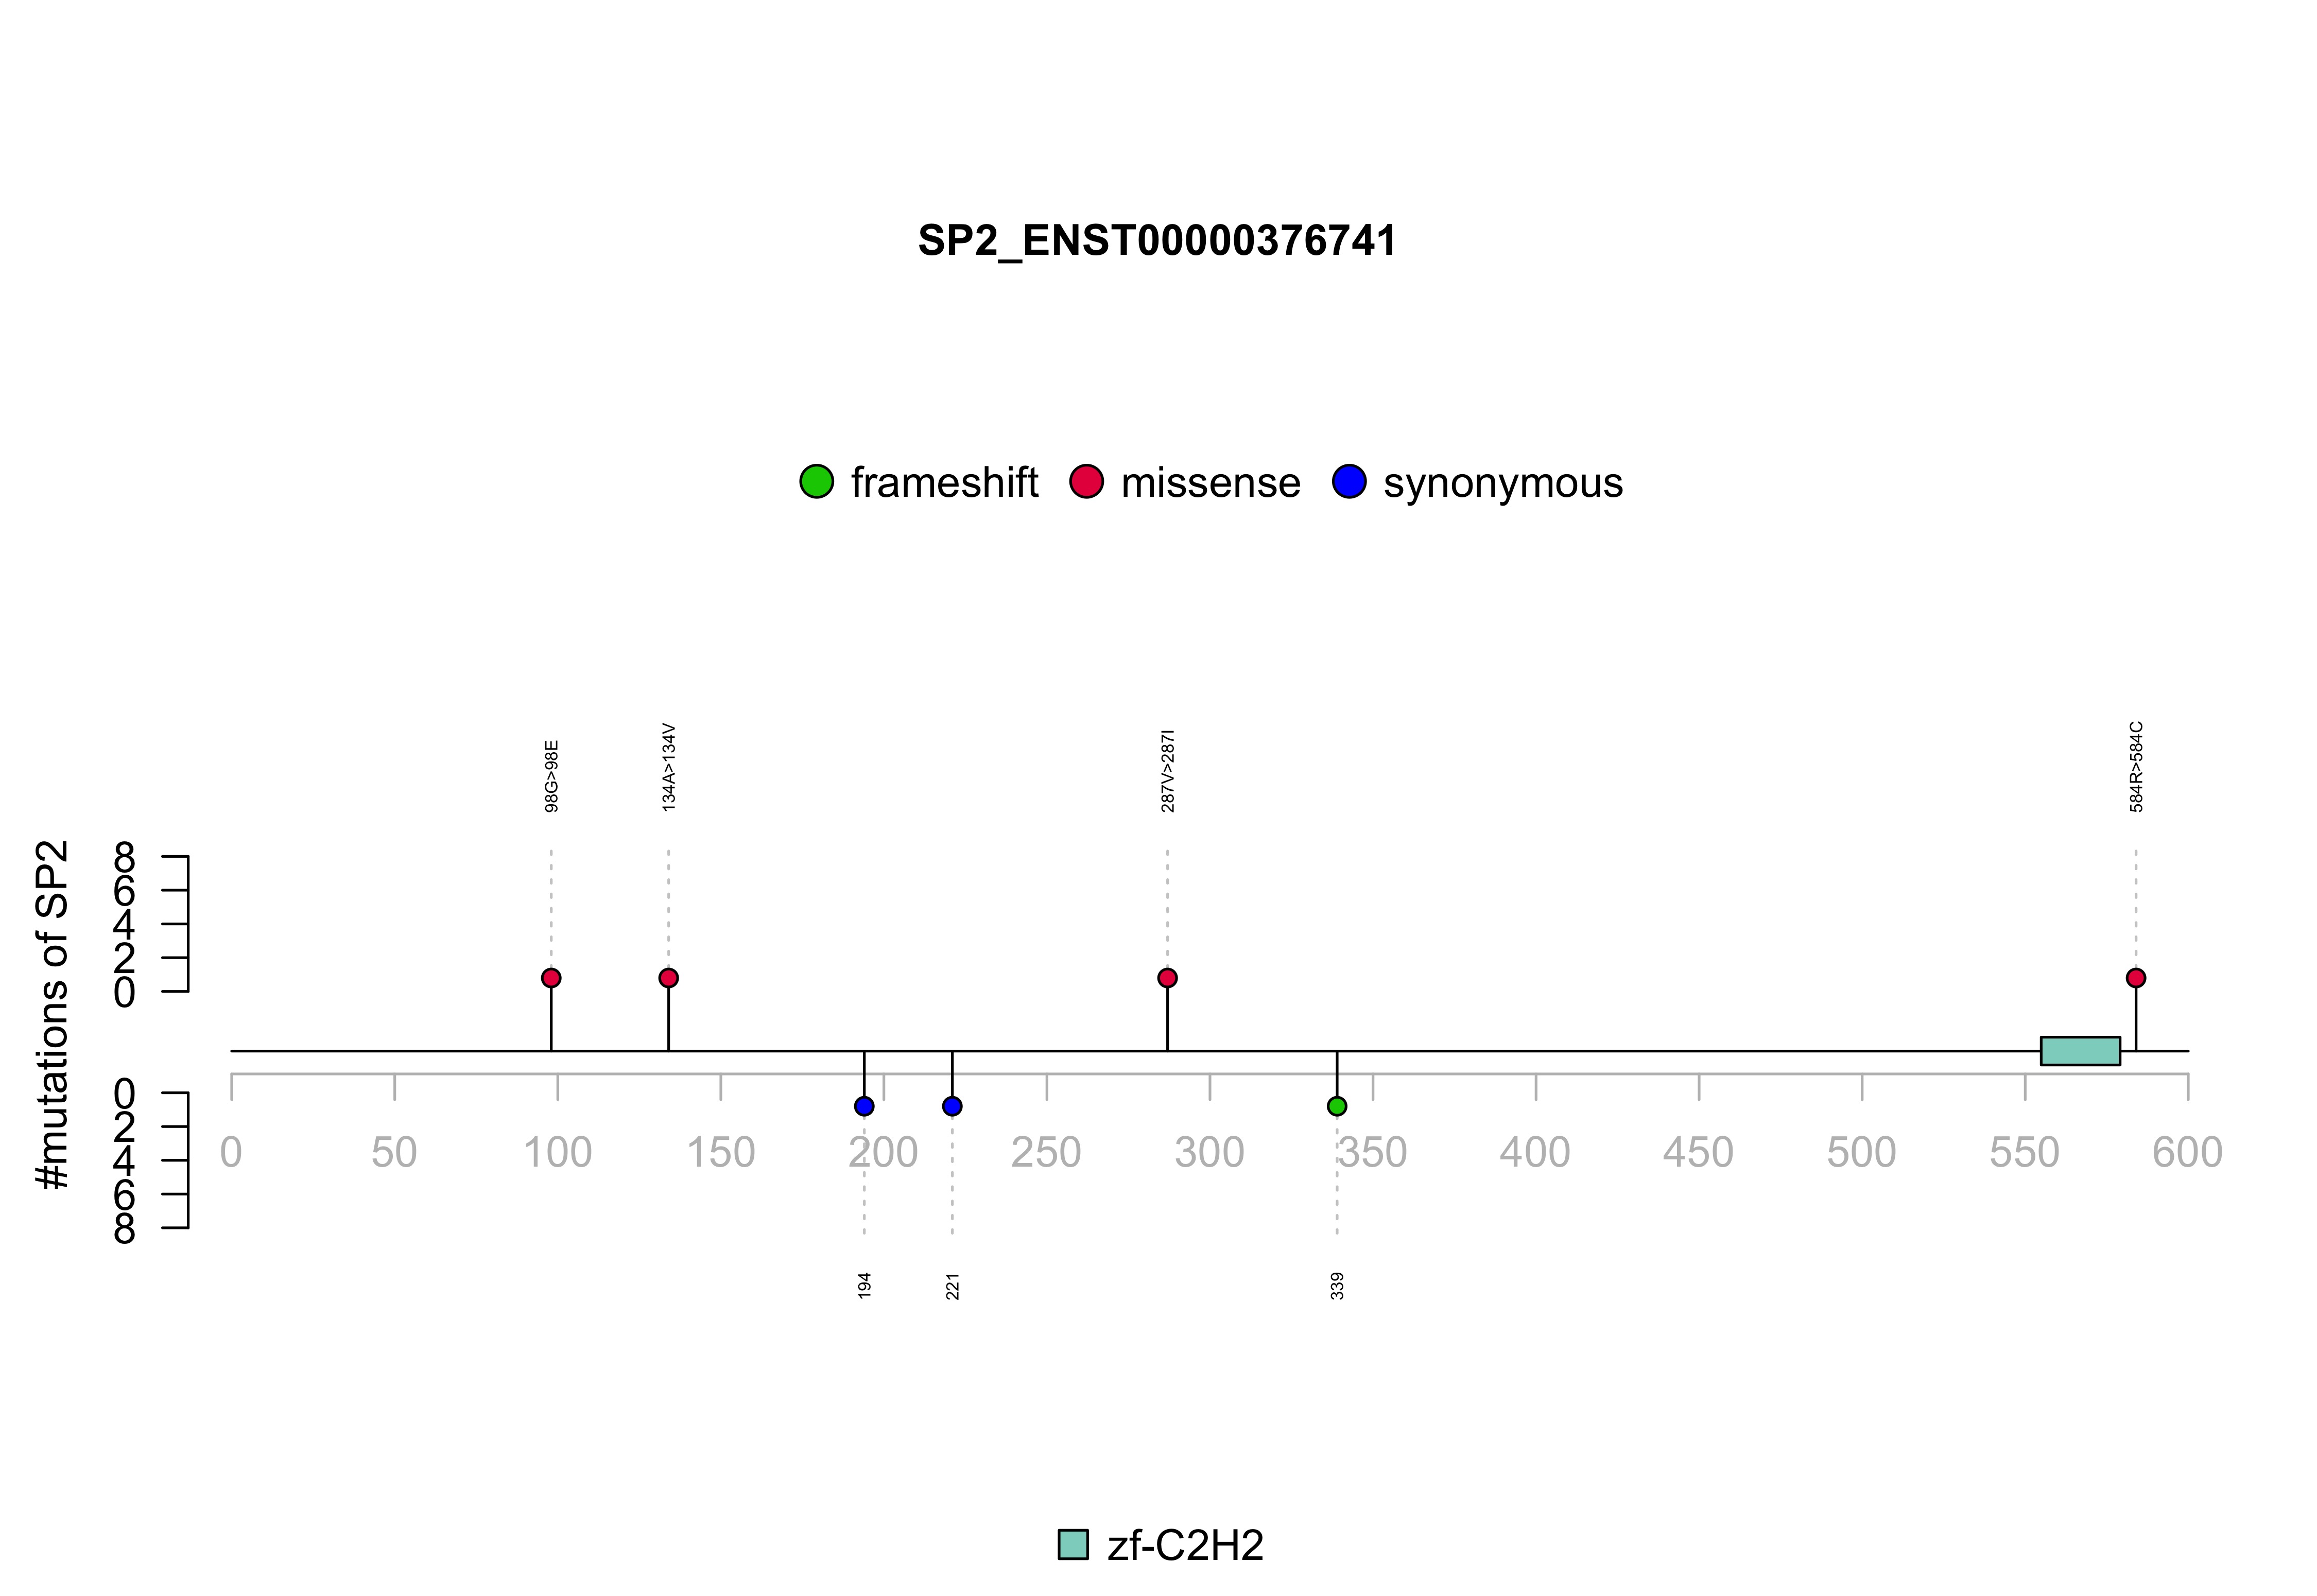 SP2_ENST00000376741
frameshift missense synonymous
98G>98E
134A>134V
287V>287I
584R>584C
#mutations of SP2
8
6
4
2
0
0
2
4
6
8
0 50 100 150 200 250 300 350 400 450 500 550 600
194
221
339
zf-C2H2